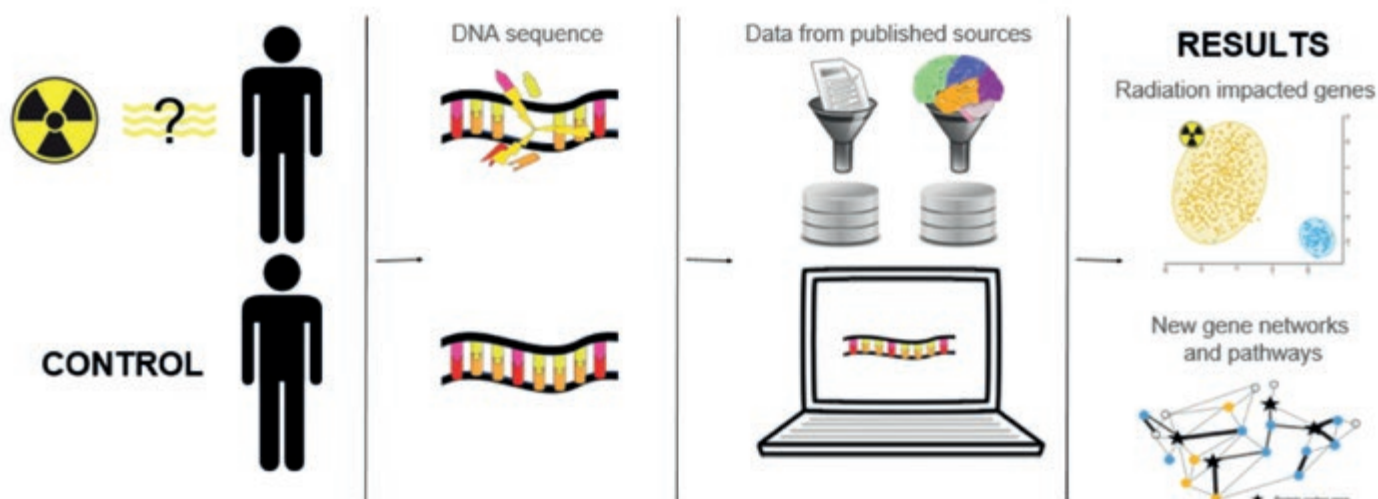 ?
CONTROL
DNA sequence
Data from published sources
RESULTS
Radiation impacted genes
New gene networks
and pathways